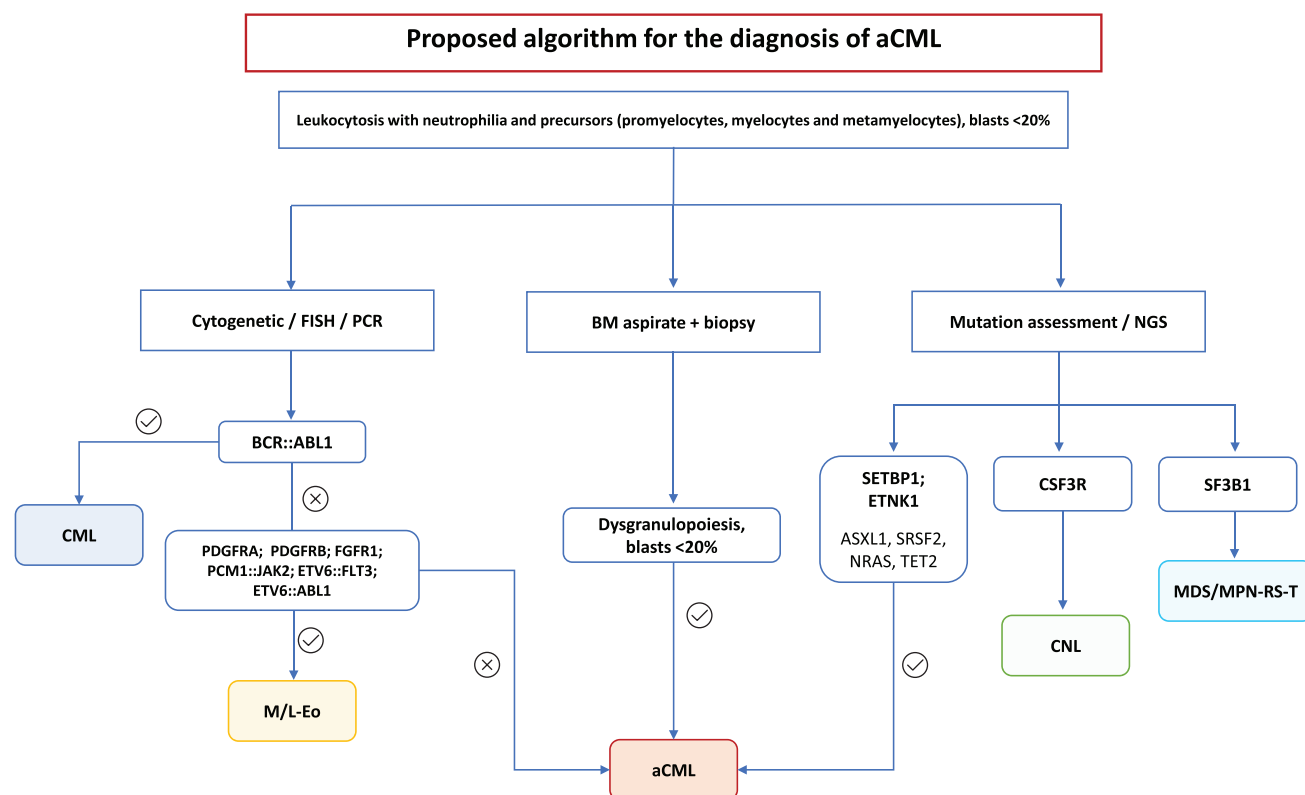 Proposed algorithm for the diagnosis of aCML
Leukocytosis with neutrophilia and precursors (promyelocytes, myelocytes and metamyelocytes), blasts <20%
Cytogenetic / FISH / PCR
BM aspirate + biopsy
Mutation assessment / NGS
BCR::ABL1
SETBP1;
ETNK1
ASXL1, SRSF2,
NRAS, TET2
CSF3R
SF3B1
CML
Dysgranulopoiesis,
blasts <20%
PDGFRA; PDGFRB; FGFR1;
PCM1::JAK2; ETV6::FLT3;
ETV6::ABL1
MDS/MPN-RS-T
CNL
M/L-Eo
aCML